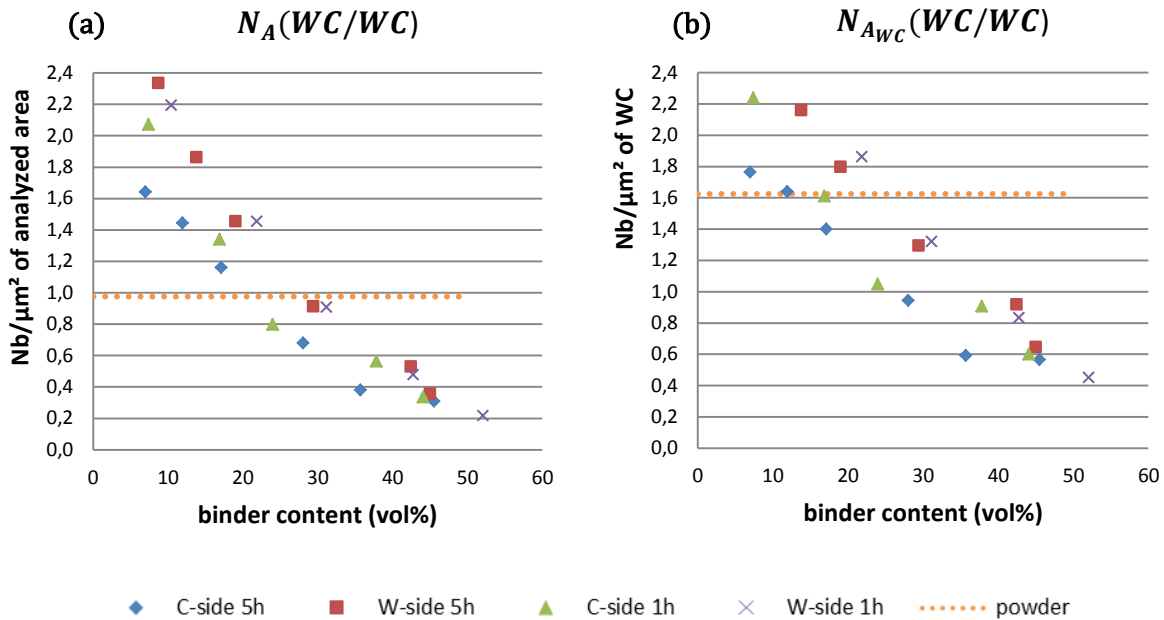 (a) N_A(WC/WC)
Nb/µm² of analyzed area
2,4
2,2
2,0
1,8
1,6
1,4
1,2
1,0
0,8
0,6
0,4
0,2
0,0
0 10 20 30 40 50 60
binder content (vol%)
(b) N_{A_{WC}}(WC/WC)
Nb/µm² of WC
2,4
2,2
2,0
1,8
1,6
1,4
1,2
1,0
0,8
0,6
0,4
0,2
0,0
0 10 20 30 40 50 60
binder content (vol%)
C-side 5h W-side 5h C-side 1h W-side 1h powder